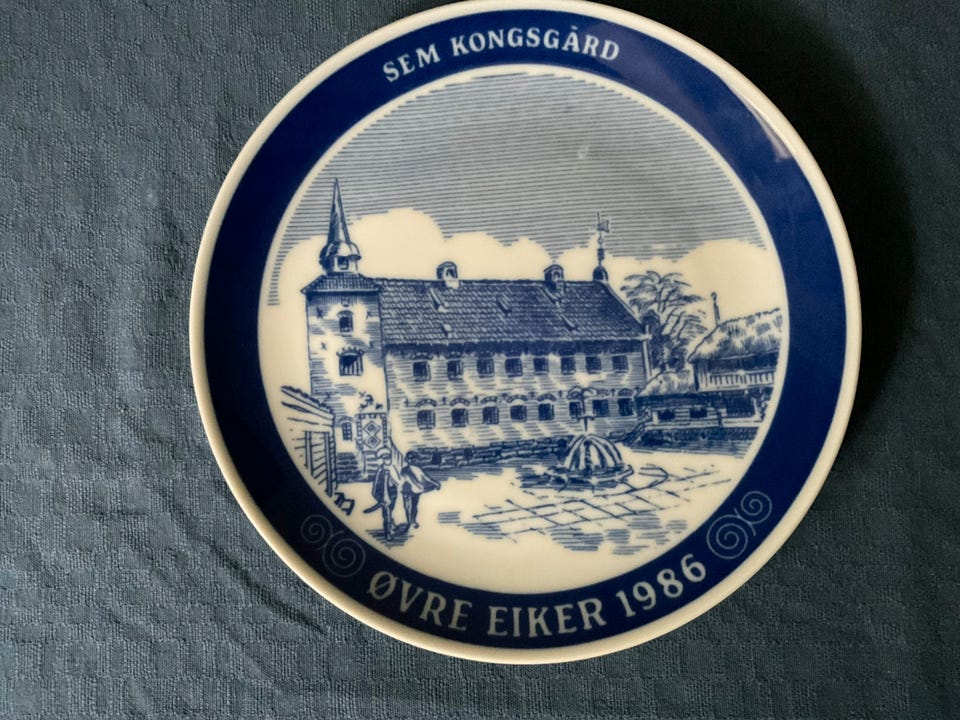 SEM KONGSGÅRD
ØVRE EIKER 1986